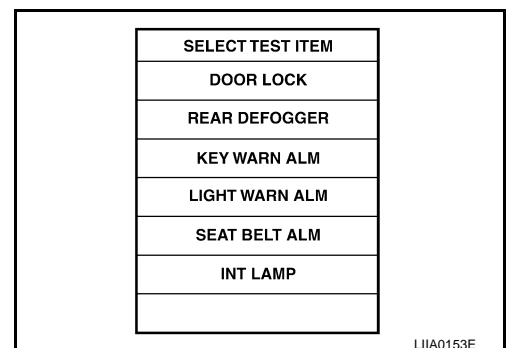 SELECT TEST ITEM
DOOR LOCK
REAR DEFOGGER
KEY WARN ALM
LIGHT WARN ALM
SEAT BELT ALM
INT LAMP
LIIA0153E